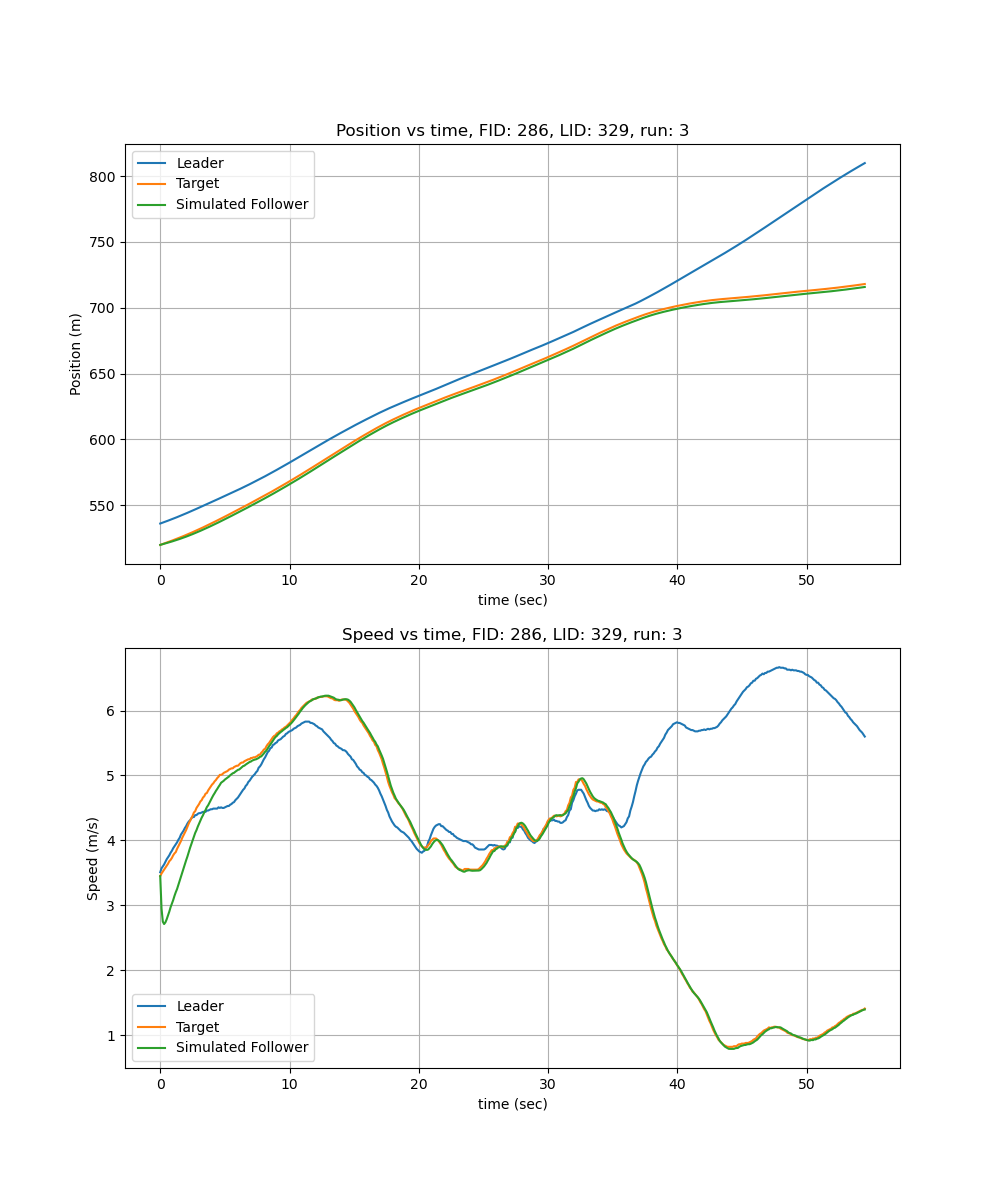 Position vs time, FID: 286, LID: 329, run: 3
Leader
Target
Simulated Follower
800
750
700
650
600
550
Position (m)
0 10 20 30 40 50
time (sec)
Speed vs time, FID: 286, LID: 329, run: 3
6
5
4
3
2
1
Speed (m/s)
Leader
Target
Simulated Follower
0 10 20 30 40 50
time (sec)